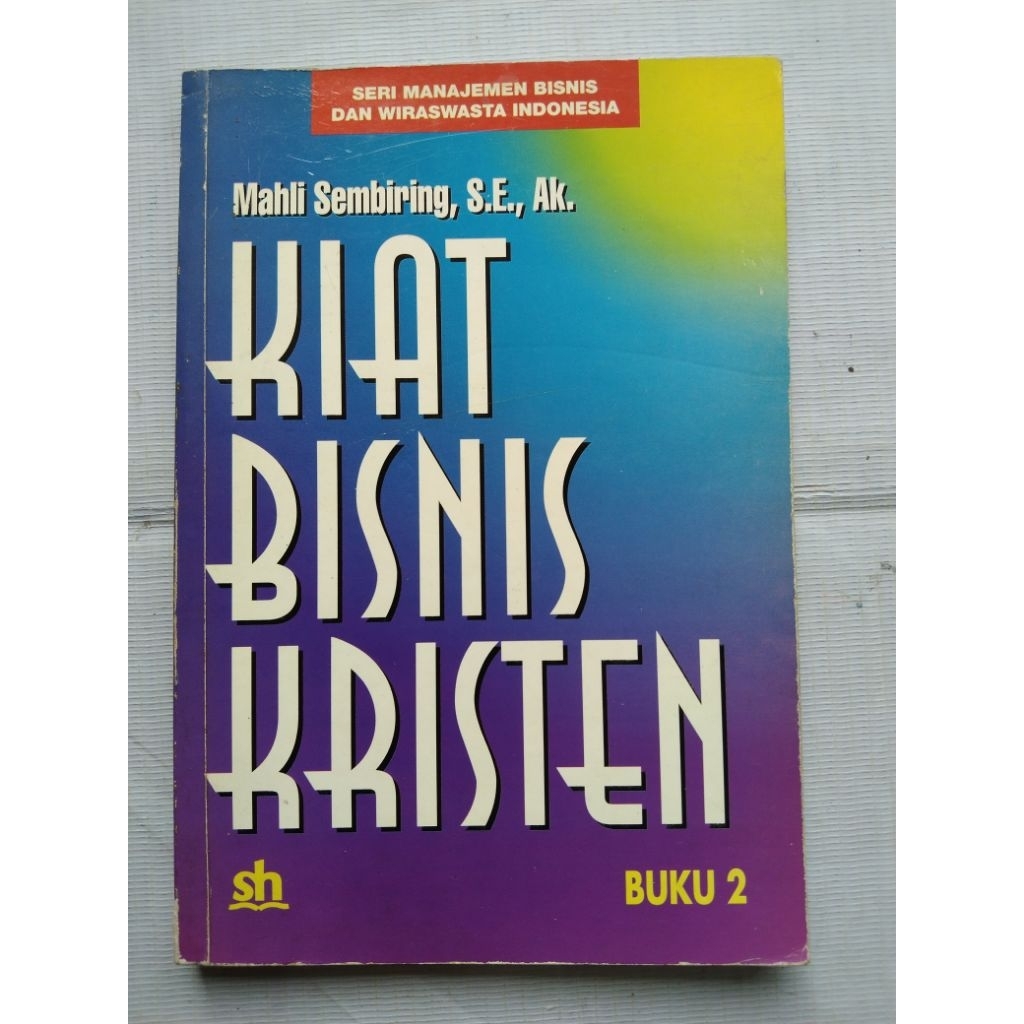 SERI MANAJEMEN BISNIS
DAN WIRASWASTA INDONESIA
Mahli Sembiring, S.E., Ak.
KIAT
BISNIS
KRISTEN
sh
BUKU 2